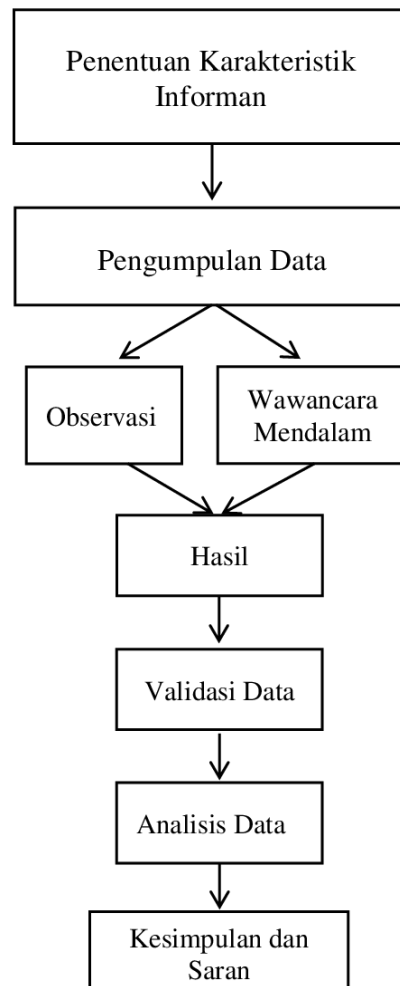 Penentuan Karakteristik
Informan
Pengumpulan Data
Observasi
Wawancara
Mendalam
Hasil
Validasi Data
Analisis Data
Kesimpulan dan
Saran